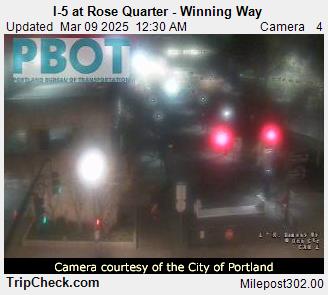 I-5 at Rose Quarter - Winning Way
Updated Mar 09 2025 12:30 AM Camera 4
PBOT
PORTLAND BUREAU OF TRANSPORTATION
Camera courtesy of the City of Portland
TripCheck.com Milepost302.00